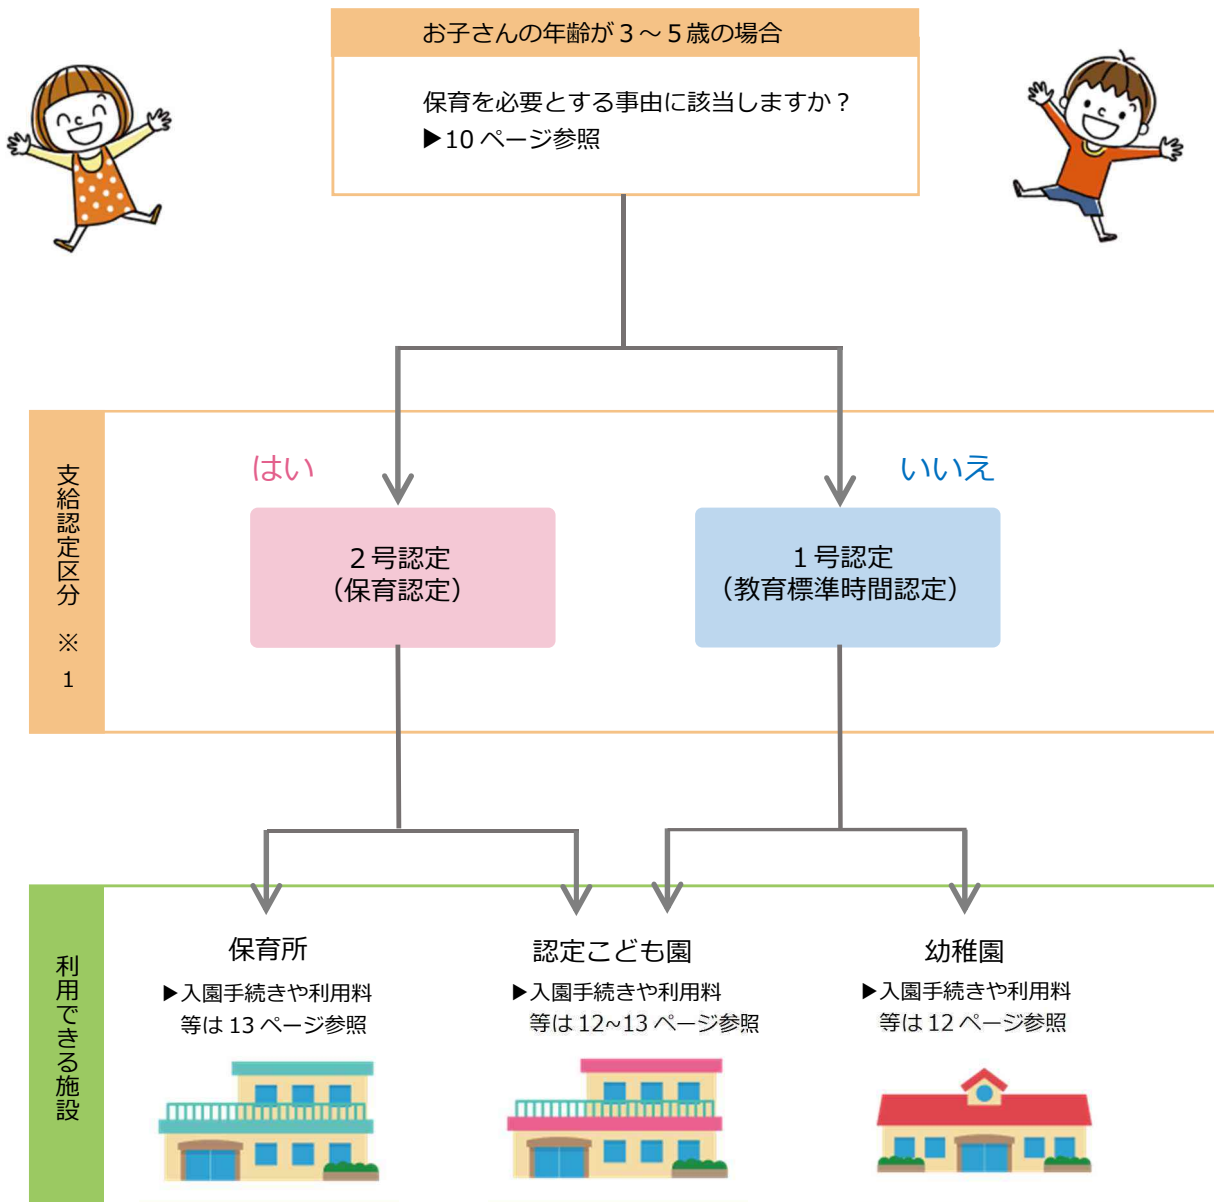 お子さんの年齢が３～５歳の場合
保育を必要とする事由に該当しますか？
▶10 ページ参照
支給認定区分 ※1
はい
いいえ
２号認定
（保育認定）
１号認定
（教育標準時間認定）
利用できる施設
保育所
▶入園手続きや利用料
等は 13 ページ参照
認定こども園
▶入園手続きや利用料
等は 12~13 ページ参照
幼稚園
▶入園手続きや利用料
等は 12 ページ参照